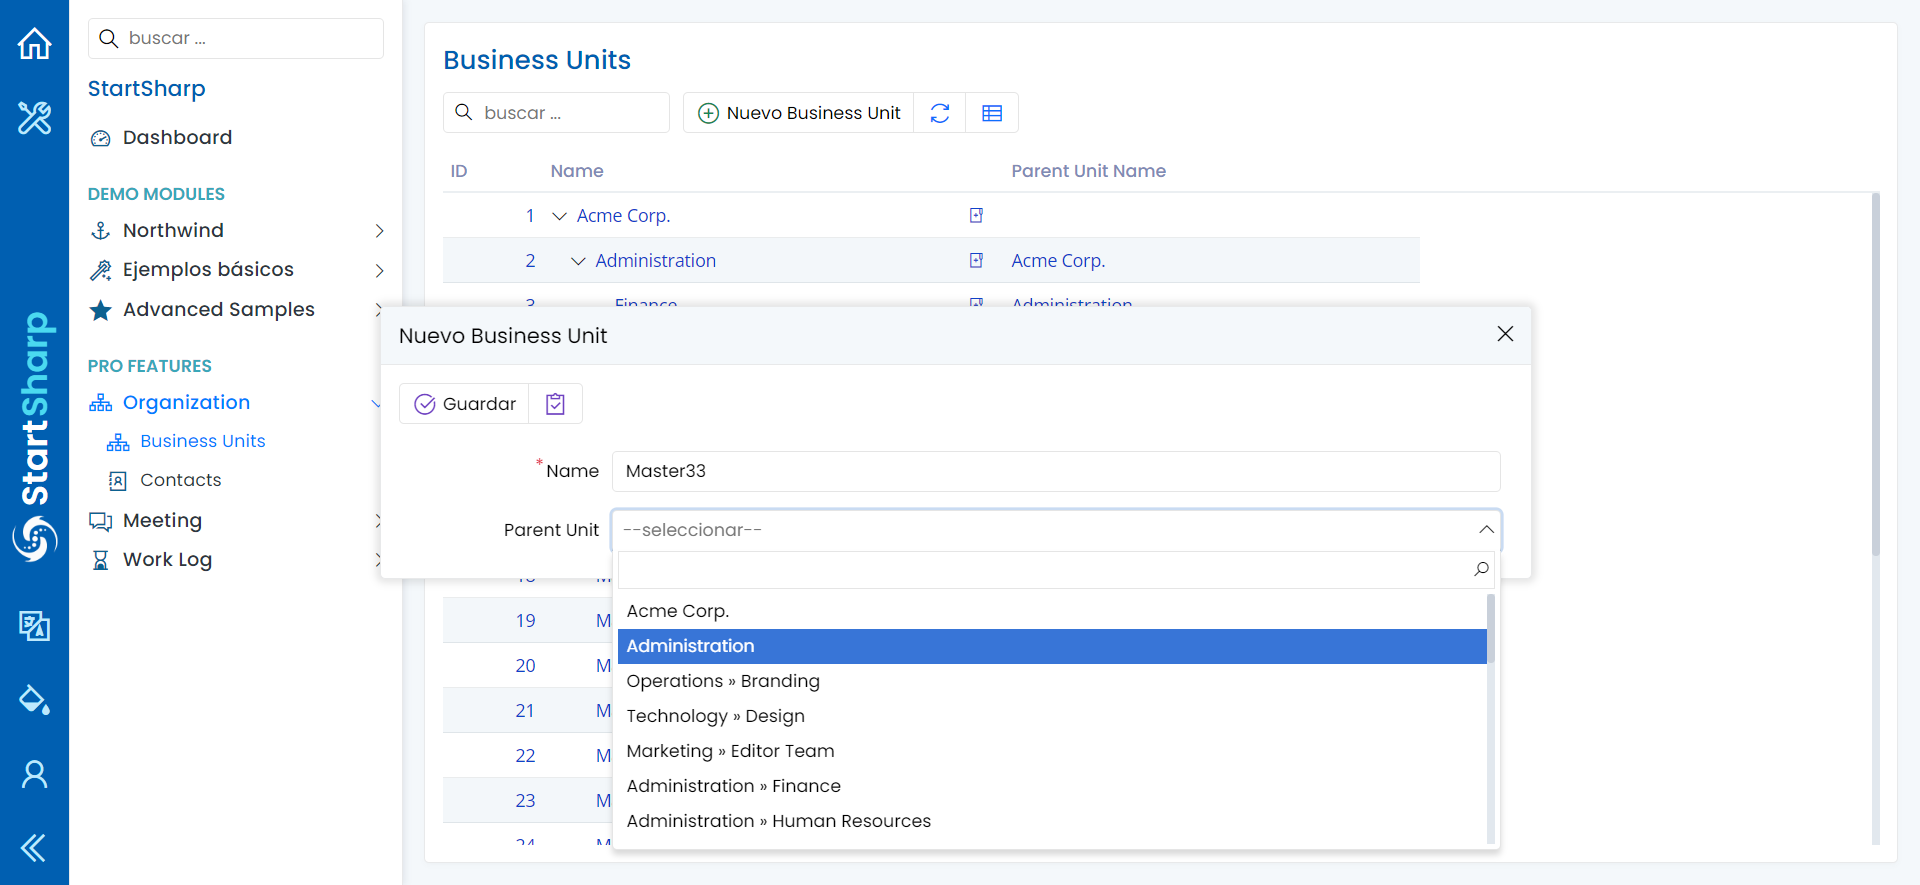 buscar ...
StartSharp
Dashboard
DEMO MODULES
Northwind
Ejemplos básicos
Advanced Samples
PRO FEATURES
Organization
Business Units
Contacts
Meeting
Work Log
StartSharp
Business Units
buscar ...
Nuevo Business Unit
ID Name Parent Unit Name
1 Acme Corp.
2 Administration Acme Corp.
3 Finance Administration
Nuevo Business Unit
Guardar
* Name Master33
Parent Unit --seleccionar--
Acme Corp.
Administration
Operations » Branding
Technology » Design
Marketing » Editor Team
Administration » Finance
Administration » Human Resources
18 M
19 M
20 M
21 M
22 M
23 M
24 M